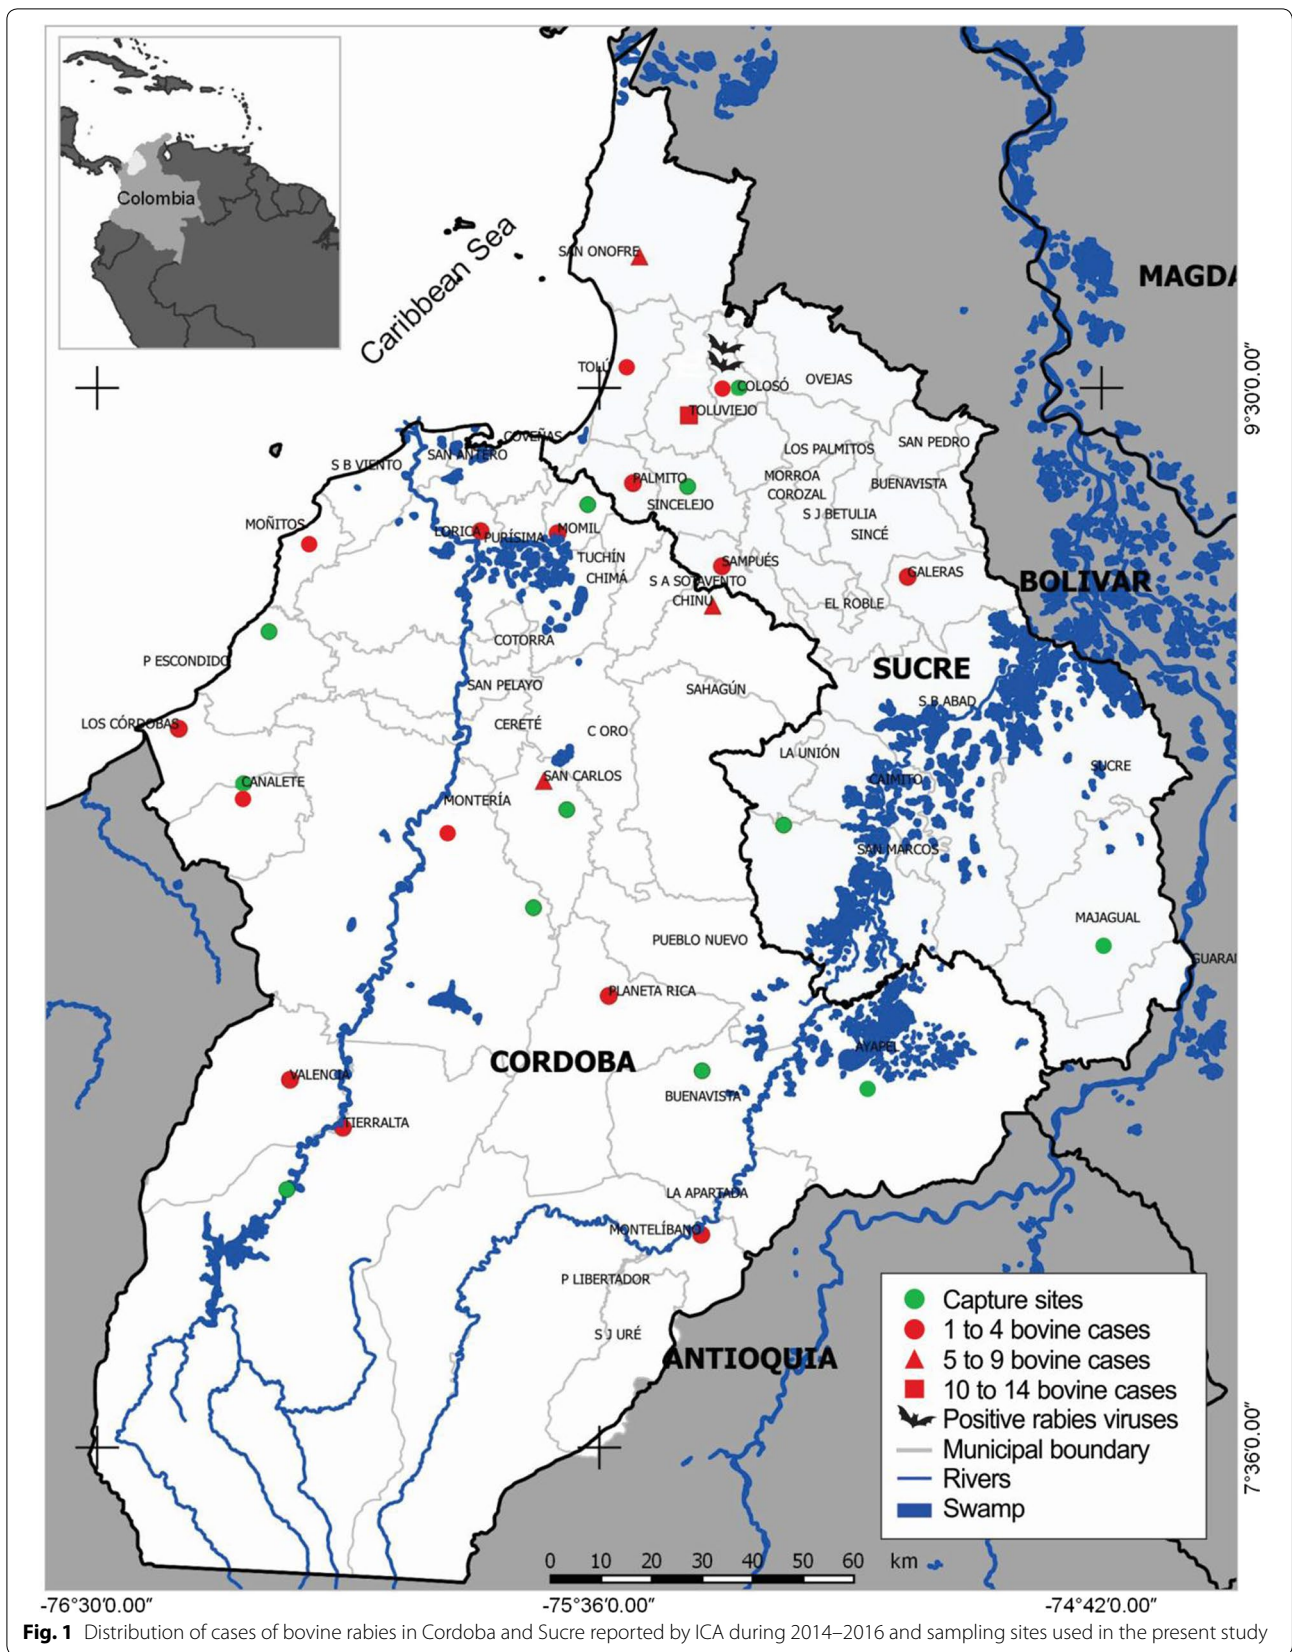 Colombia
Caribbean Sea
MAGDA
SAN ONOFRE
TOLÚ
COLOSÓ
OVEJAS
TOLUVIEJO
9°30'0.00"
COVEÑAS
SAN ANTERO
S B VIENTO
LOS PALMITOS
SAN PEDRO
PALMITO
MORROA
BUENAVISTA
COROZAL
SINCELEJO
S J BETULIA
SINCÉ
MOÑITOS
LORICA
PURÍSIMA
MOMIL
TUCHÍN
CHIMÁ
SAMPUÉS
S A SOTAVENTO
CHINU
GALERAS
BOLIVAR
EL ROBLE
COTORRA
P ESCONDIDO
SUCRE
SAN PELAYO
SAHAGÚN
S.B.ABAD
LOS CÓRDOBAS
CERETÉ
C ORO
LA UNIÓN
CANALETE
SAN CARLOS
CAIMITO
SUCRE
MONTERÍA
SAN MARCOS
MAJAGUAL
PUEBLO NUEVO
GUARAN
PLANETA RICA
CORDOBA
AYAPEL
VALENCIA
BUENAVISTA
TIERRALTA
LA APARTADA
MONTELÍBANO
P LIBERTADOR
S J URÉ
ANTIOQUIA
Capture sites
1 to 4 bovine cases
5 to 9 bovine cases
10 to 14 bovine cases
Positive rabies viruses
Municipal boundary
Rivers
Swamp
7°36'0.00"
0 10 20 30 40 50 60 km
-76°30'0.00" -75°36'0.00" -74°42'0.00"
Fig. 1 Distribution of cases of bovine rabies in Cordoba and Sucre reported by ICA during 2014–2016 and sampling sites used in the present study